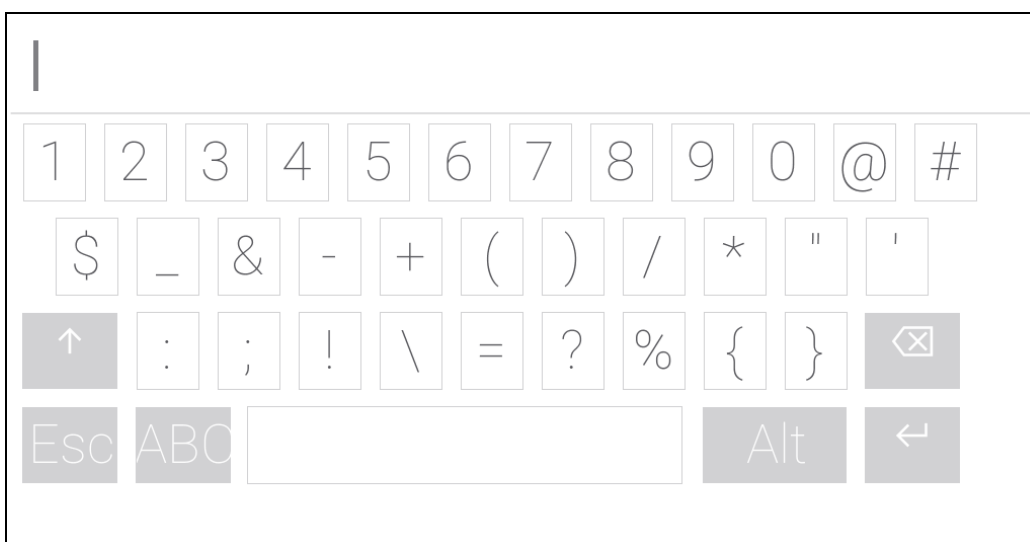 1 2 3 4 5 6 7 8 9 0 @ #
$ _ & - + ( ) / * " '
: ; ! \ = ? % { }
Esc ABC Alt